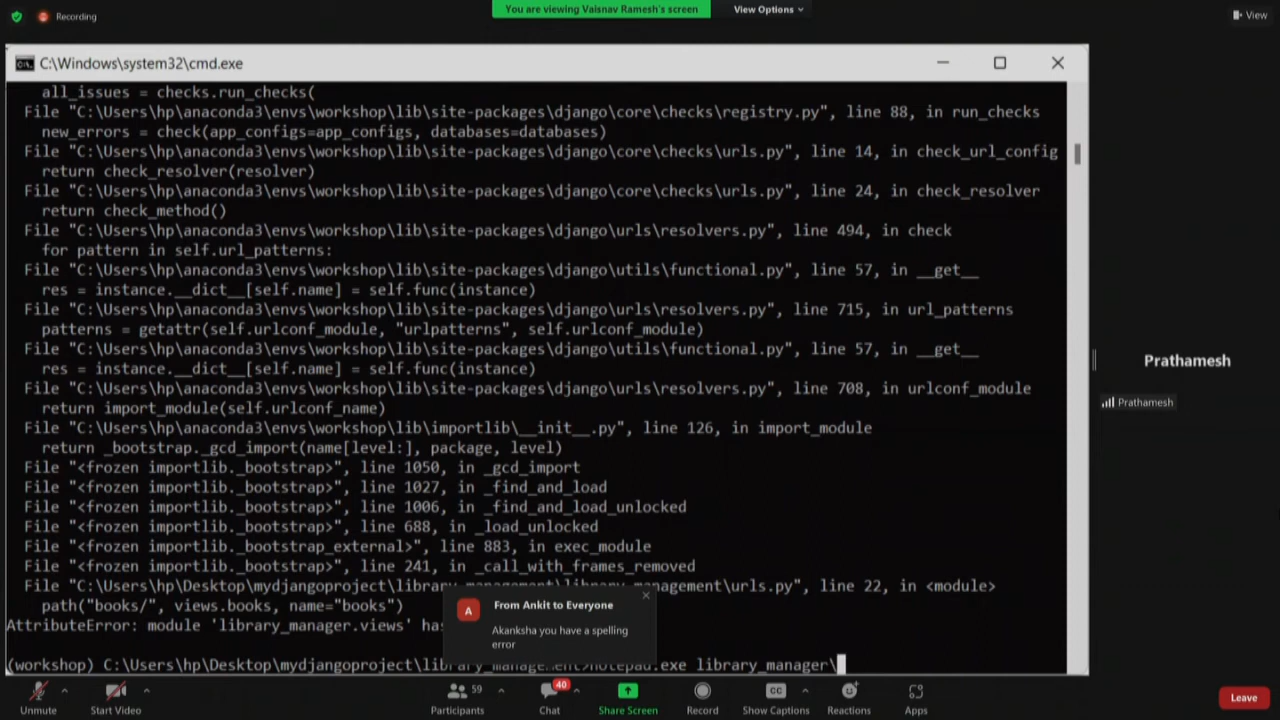 Recording
You are viewing Vaisnav Ramesh's screen
View Options
View
C:\Windows\system32\cmd.exe
all_issues = checks.run_checks(
File "C:\Users\hp\anaconda3\envs\workshop\lib\site-packages\django\core\checks\registry.py", line 88, in run_checks
new_errors = check(app_configs=app_configs, databases=databases)
File "C:\Users\hp\anaconda3\envs\workshop\lib\site-packages\django\core\checks\urls.py", line 14, in check_url_config
return check_resolver(resolver)
File "C:\Users\hp\anaconda3\envs\workshop\lib\site-packages\django\core\checks\urls.py", line 24, in check_resolver
return check_method()
File "C:\Users\hp\anaconda3\envs\workshop\lib\site-packages\django\urls\resolvers.py", line 494, in check
for pattern in self.url_patterns:
File "C:\Users\hp\anaconda3\envs\workshop\lib\site-packages\django\utils\functional.py", line 57, in __get__
res = instance.__dict__[self.name] = self.func(instance)
File "C:\Users\hp\anaconda3\envs\workshop\lib\site-packages\django\urls\resolvers.py", line 715, in url_patterns
patterns = getattr(self.urlconf_module, "urlpatterns", self.urlconf_module)
File "C:\Users\hp\anaconda3\envs\workshop\lib\site-packages\django\utils\functional.py", line 57, in __get__
res = instance.__dict__[self.name] = self.func(instance)
File "C:\Users\hp\anaconda3\envs\workshop\lib\site-packages\django\urls\resolvers.py", line 708, in urlconf_module
return import_module(self.urlconf_name)
File "C:\Users\hp\anaconda3\envs\workshop\lib\importlib\__init__.py", line 126, in import_module
return _bootstrap._gcd_import(name[level:], package, level)
File "<frozen importlib._bootstrap>", line 1050, in _gcd_import
File "<frozen importlib._bootstrap>", line 1027, in _find_and_load
File "<frozen importlib._bootstrap>", line 1006, in _find_and_load_unlocked
File "<frozen importlib._bootstrap>", line 688, in _load_unlocked
File "<frozen importlib._bootstrap_external>", line 883, in exec_module
File "<frozen importlib._bootstrap>", line 241, in _call_with_frames_removed
File "C:\Users\hp\Desktop\mydjangoproject\library_management\library_management\urls.py", line 22, in <module>
path("books/", views.books, name="books")
AttributeError: module 'library_manager.views' has
(workshop) C:\Users\hp\Desktop\mydjangoproject\library_management>notepad.exe library_manager\
A
From Ankit to Everyone
Akanksha you have a spelling
error
Prathamesh
Prathamesh
Unmute
Start Video
59
Participants
40
Chat
Share Screen
Record
CC
Show Captions
Reactions
Apps
Leave